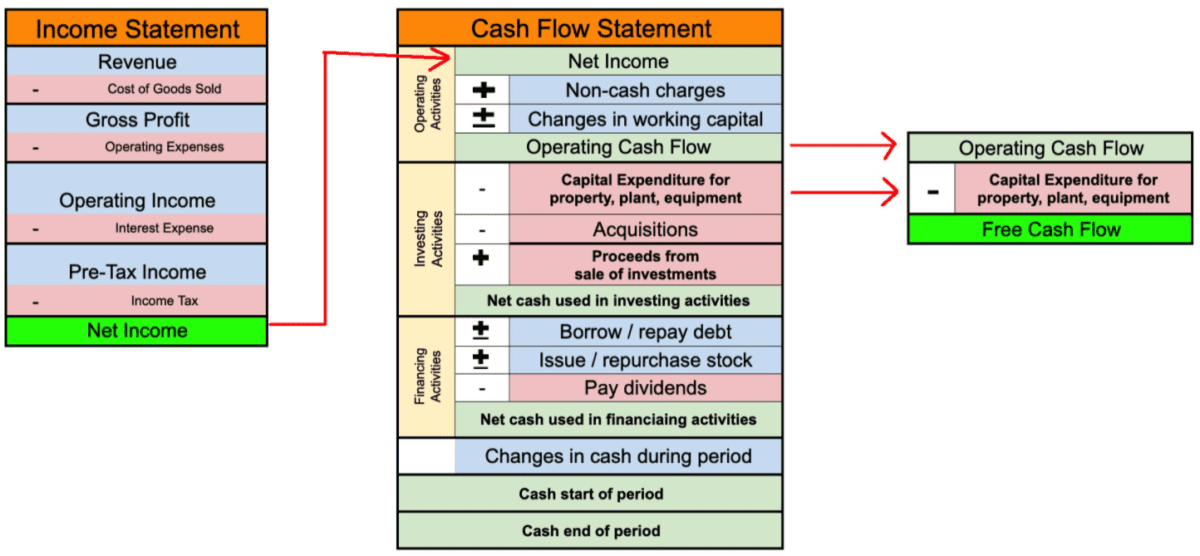 Income Statement
Revenue
- Cost of Goods Sold
Gross Profit
- Operating Expenses
Operating Income
- Interest Expense
Pre-Tax Income
- Income Tax
Net Income
Cash Flow Statement
Operating
Activities
Net Income
+ Non-cash charges
± Changes in working capital
Operating Cash Flow
Investing
Activities
- Capital Expenditure for
property, plant, equipment
- Acquisitions
+ Proceeds from
sale of investments
Net cash used in investing activities
Financing
Activities
± Borrow / repay debt
± Issue / repurchase stock
- Pay dividends
Net cash used in financiaing activities
Changes in cash during period
Cash start of period
Cash end of period
Operating Cash Flow
- Capital Expenditure for
property, plant, equipment
Free Cash Flow